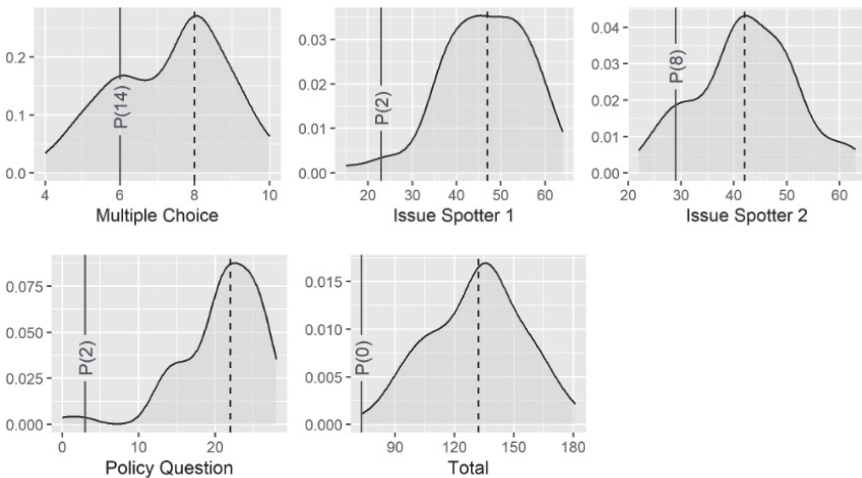 0.2
0.1
0.0
P(14)
4 6 8 10
Multiple Choice
0.03
0.02
0.01
0.00
P(2)
20 30 40 50 60
Issue Spotter 1
0.04
0.03
0.02
0.01
0.00
P(8)
20 30 40 50 60
Issue Spotter 2
0.075
0.050
0.025
0.000
P(2)
0 10 20
Policy Question
0.015
0.010
0.005
0.000
P(0)
90 120 150 180
Total